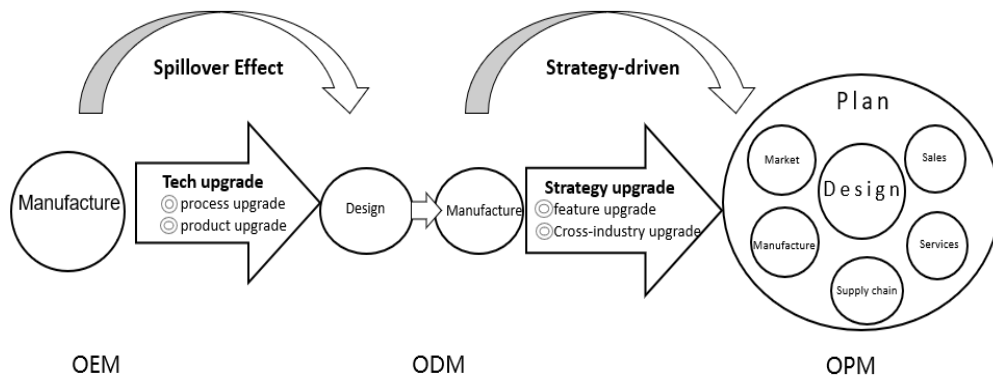 Spillover Effect
Strategy-driven
Manufacture
Tech upgrade
process upgrade
product upgrade
Design
Manufacture
Strategy upgrade
feature upgrade
Cross-industry upgrade
Plan
Market
Sales
Design
Manufacture
Services
Supply chain
OEM
ODM
OPM